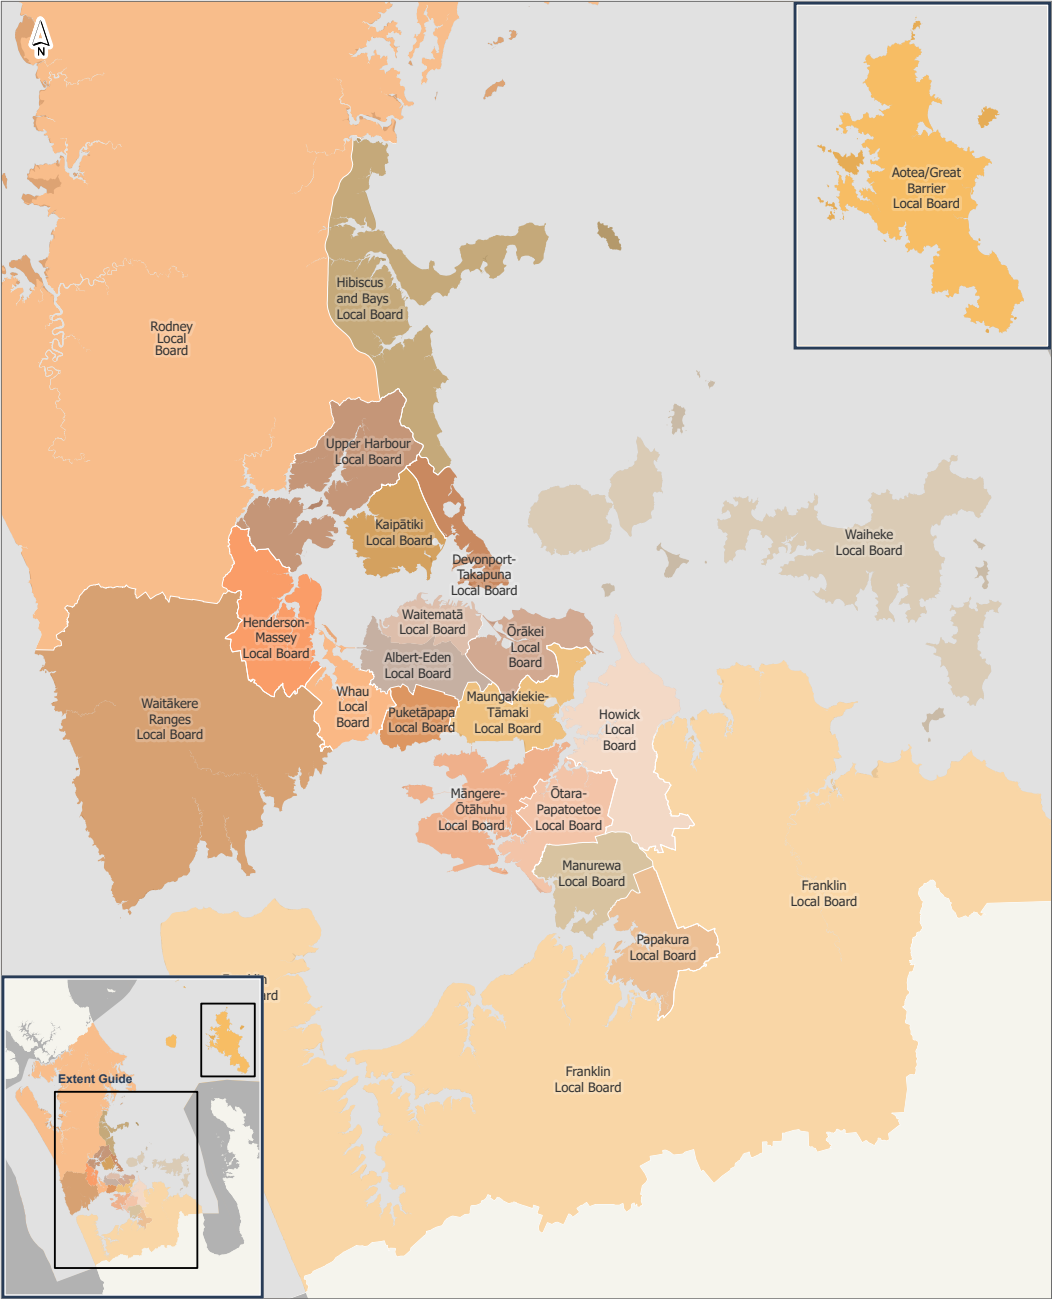 N
Aotea/Great
Barrier
Local Board
Hibiscus
and Bays
Local Board
Rodney
Local
Board
Upper Harbour
Local Board
Kaipātiki
Local Board
Waiheke
Local Board
Devonport-
Takapuna
Local Board
Henderson-
Massey
Local Board
Waitematā
Local Board
Ōrākei
Local
Board
Albert-Eden
Local Board
Waitākere
Ranges
Local Board
Whau
Local
Board
Puketāpapa
Local Board
Maungakiekie-
Tāmaki
Local Board
Howick
Local
Board
Māngere-
Ōtāhuhu
Local Board
Ōtara-
Papatoetoe
Local Board
Manurewa
Local Board
Franklin
Local Board
Papakura
Local Board
Franklin
Local Board
Extent Guide